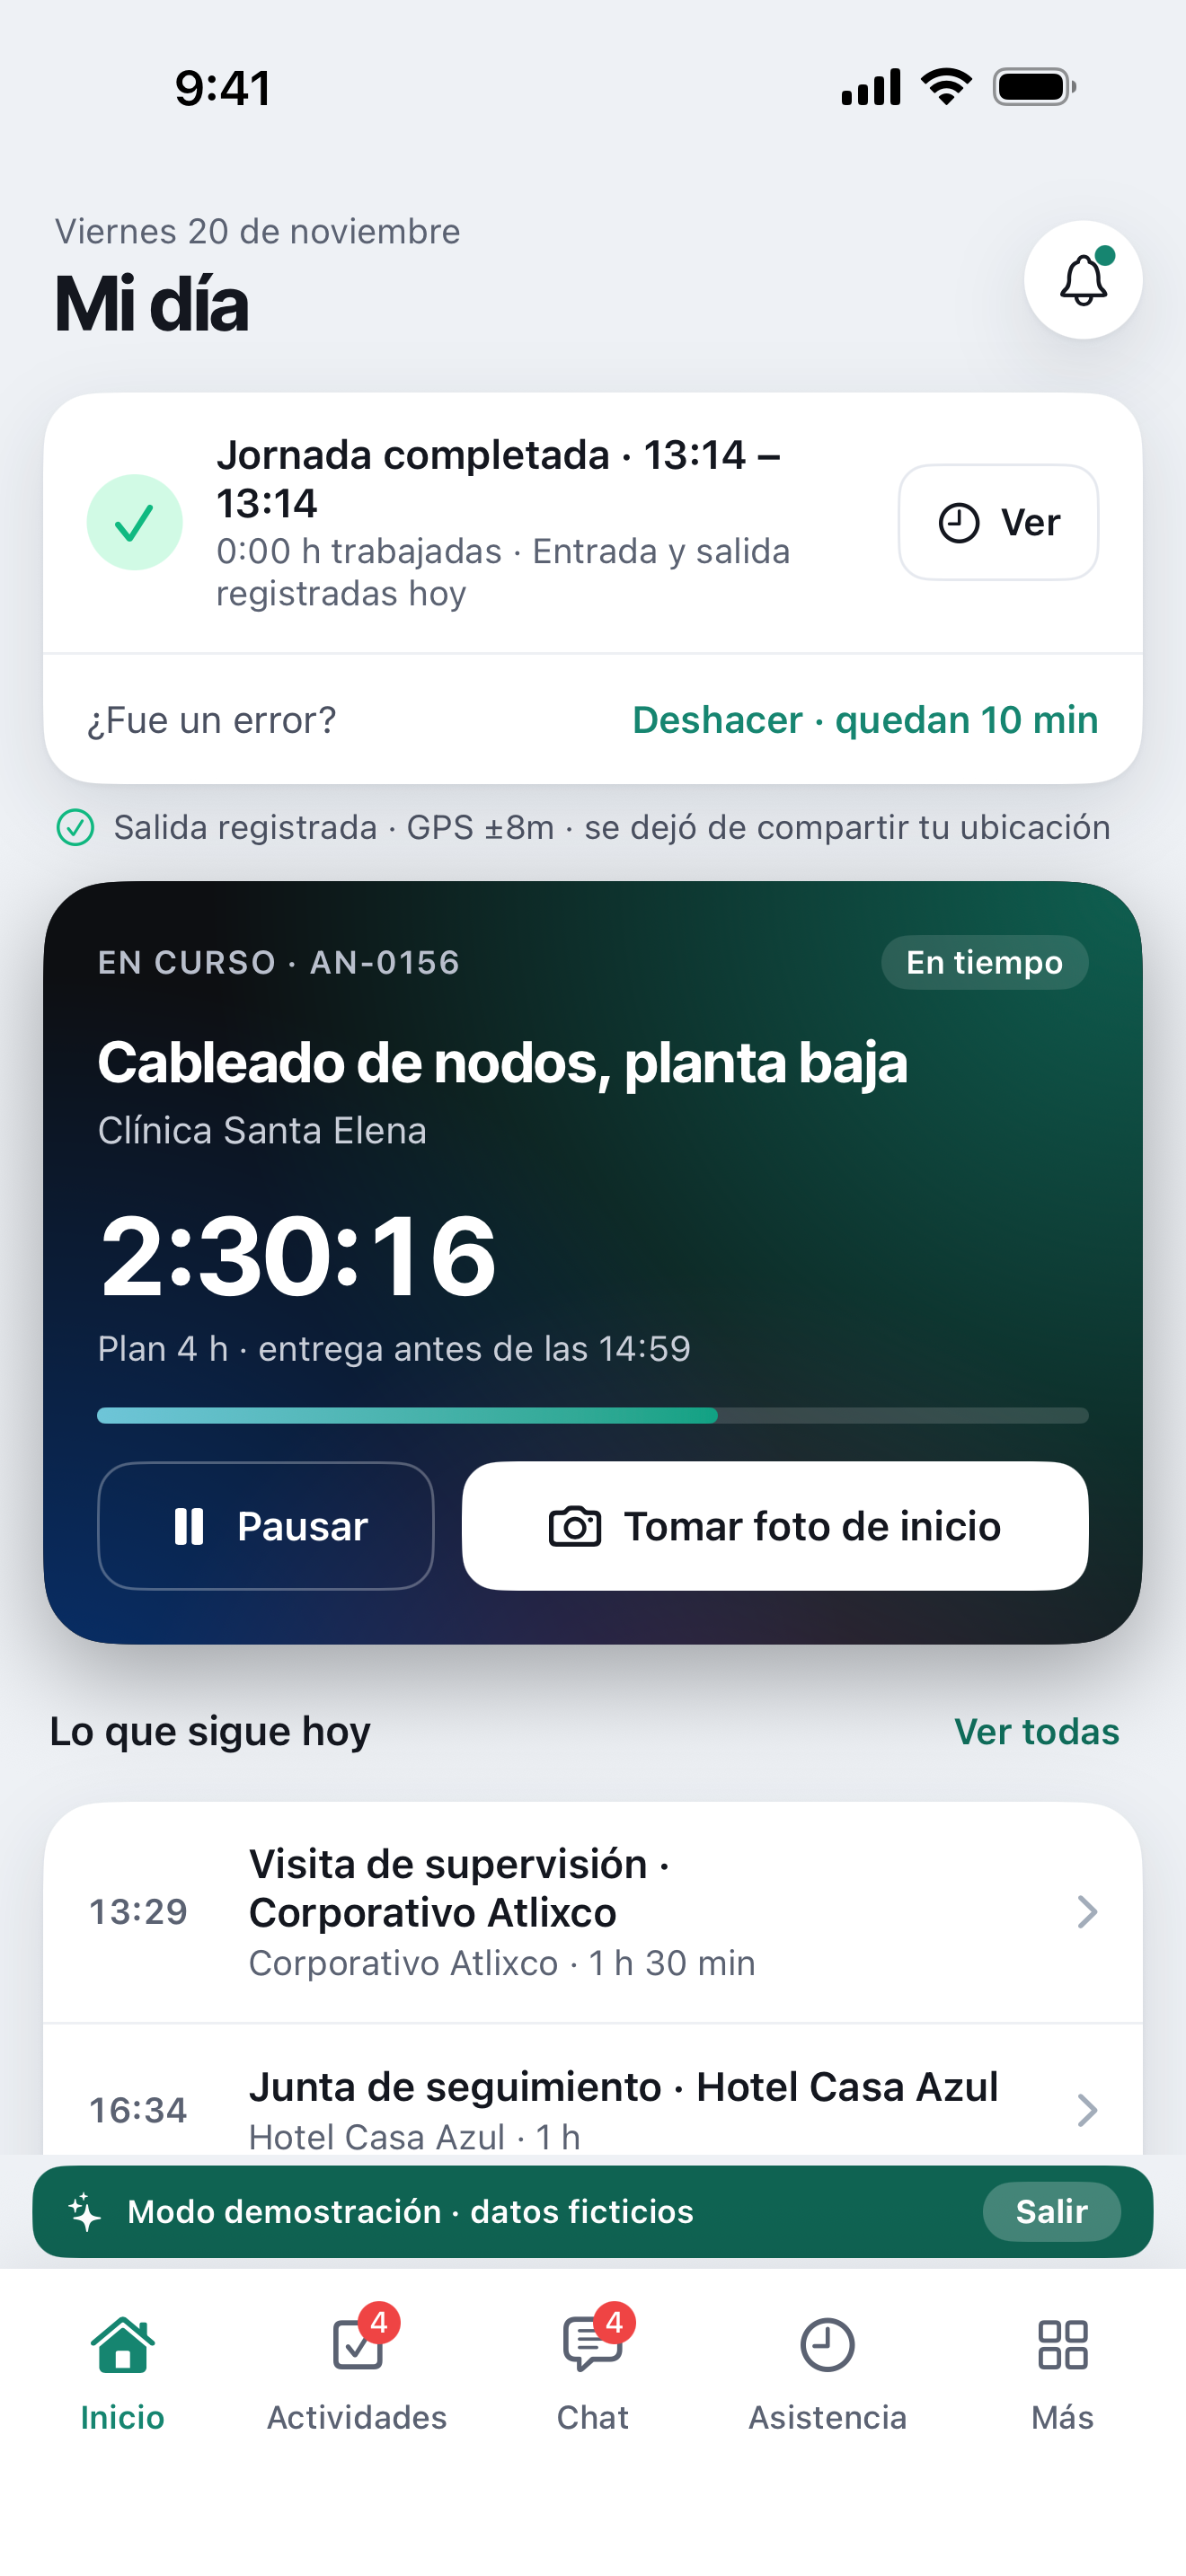 9:41
Viernes 20 de noviembre
Mi día
Jornada completada · 13:14 –
13:14
0:00 h trabajadas · Entrada y salida
registradas hoy
Ver
¿Fue un error?
Deshacer · quedan 10 min
Salida registrada · GPS ±8m · se dejó de compartir tu ubicación
EN CURSO · AN-0156
En tiempo
Cableado de nodos, planta baja
Clínica Santa Elena
2:30:16
Plan 4 h · entrega antes de las 14:59
Pausar
Tomar foto de inicio
Lo que sigue hoy
Ver todas
13:29
Visita de supervisión ·
Corporativo Atlixco
Corporativo Atlixco · 1 h 30 min
16:34
Junta de seguimiento · Hotel Casa Azul
Hotel Casa Azul · 1 h
Modo demostración · datos ficticios
Salir
4
4
Inicio
Actividades
Chat
Asistencia
Más